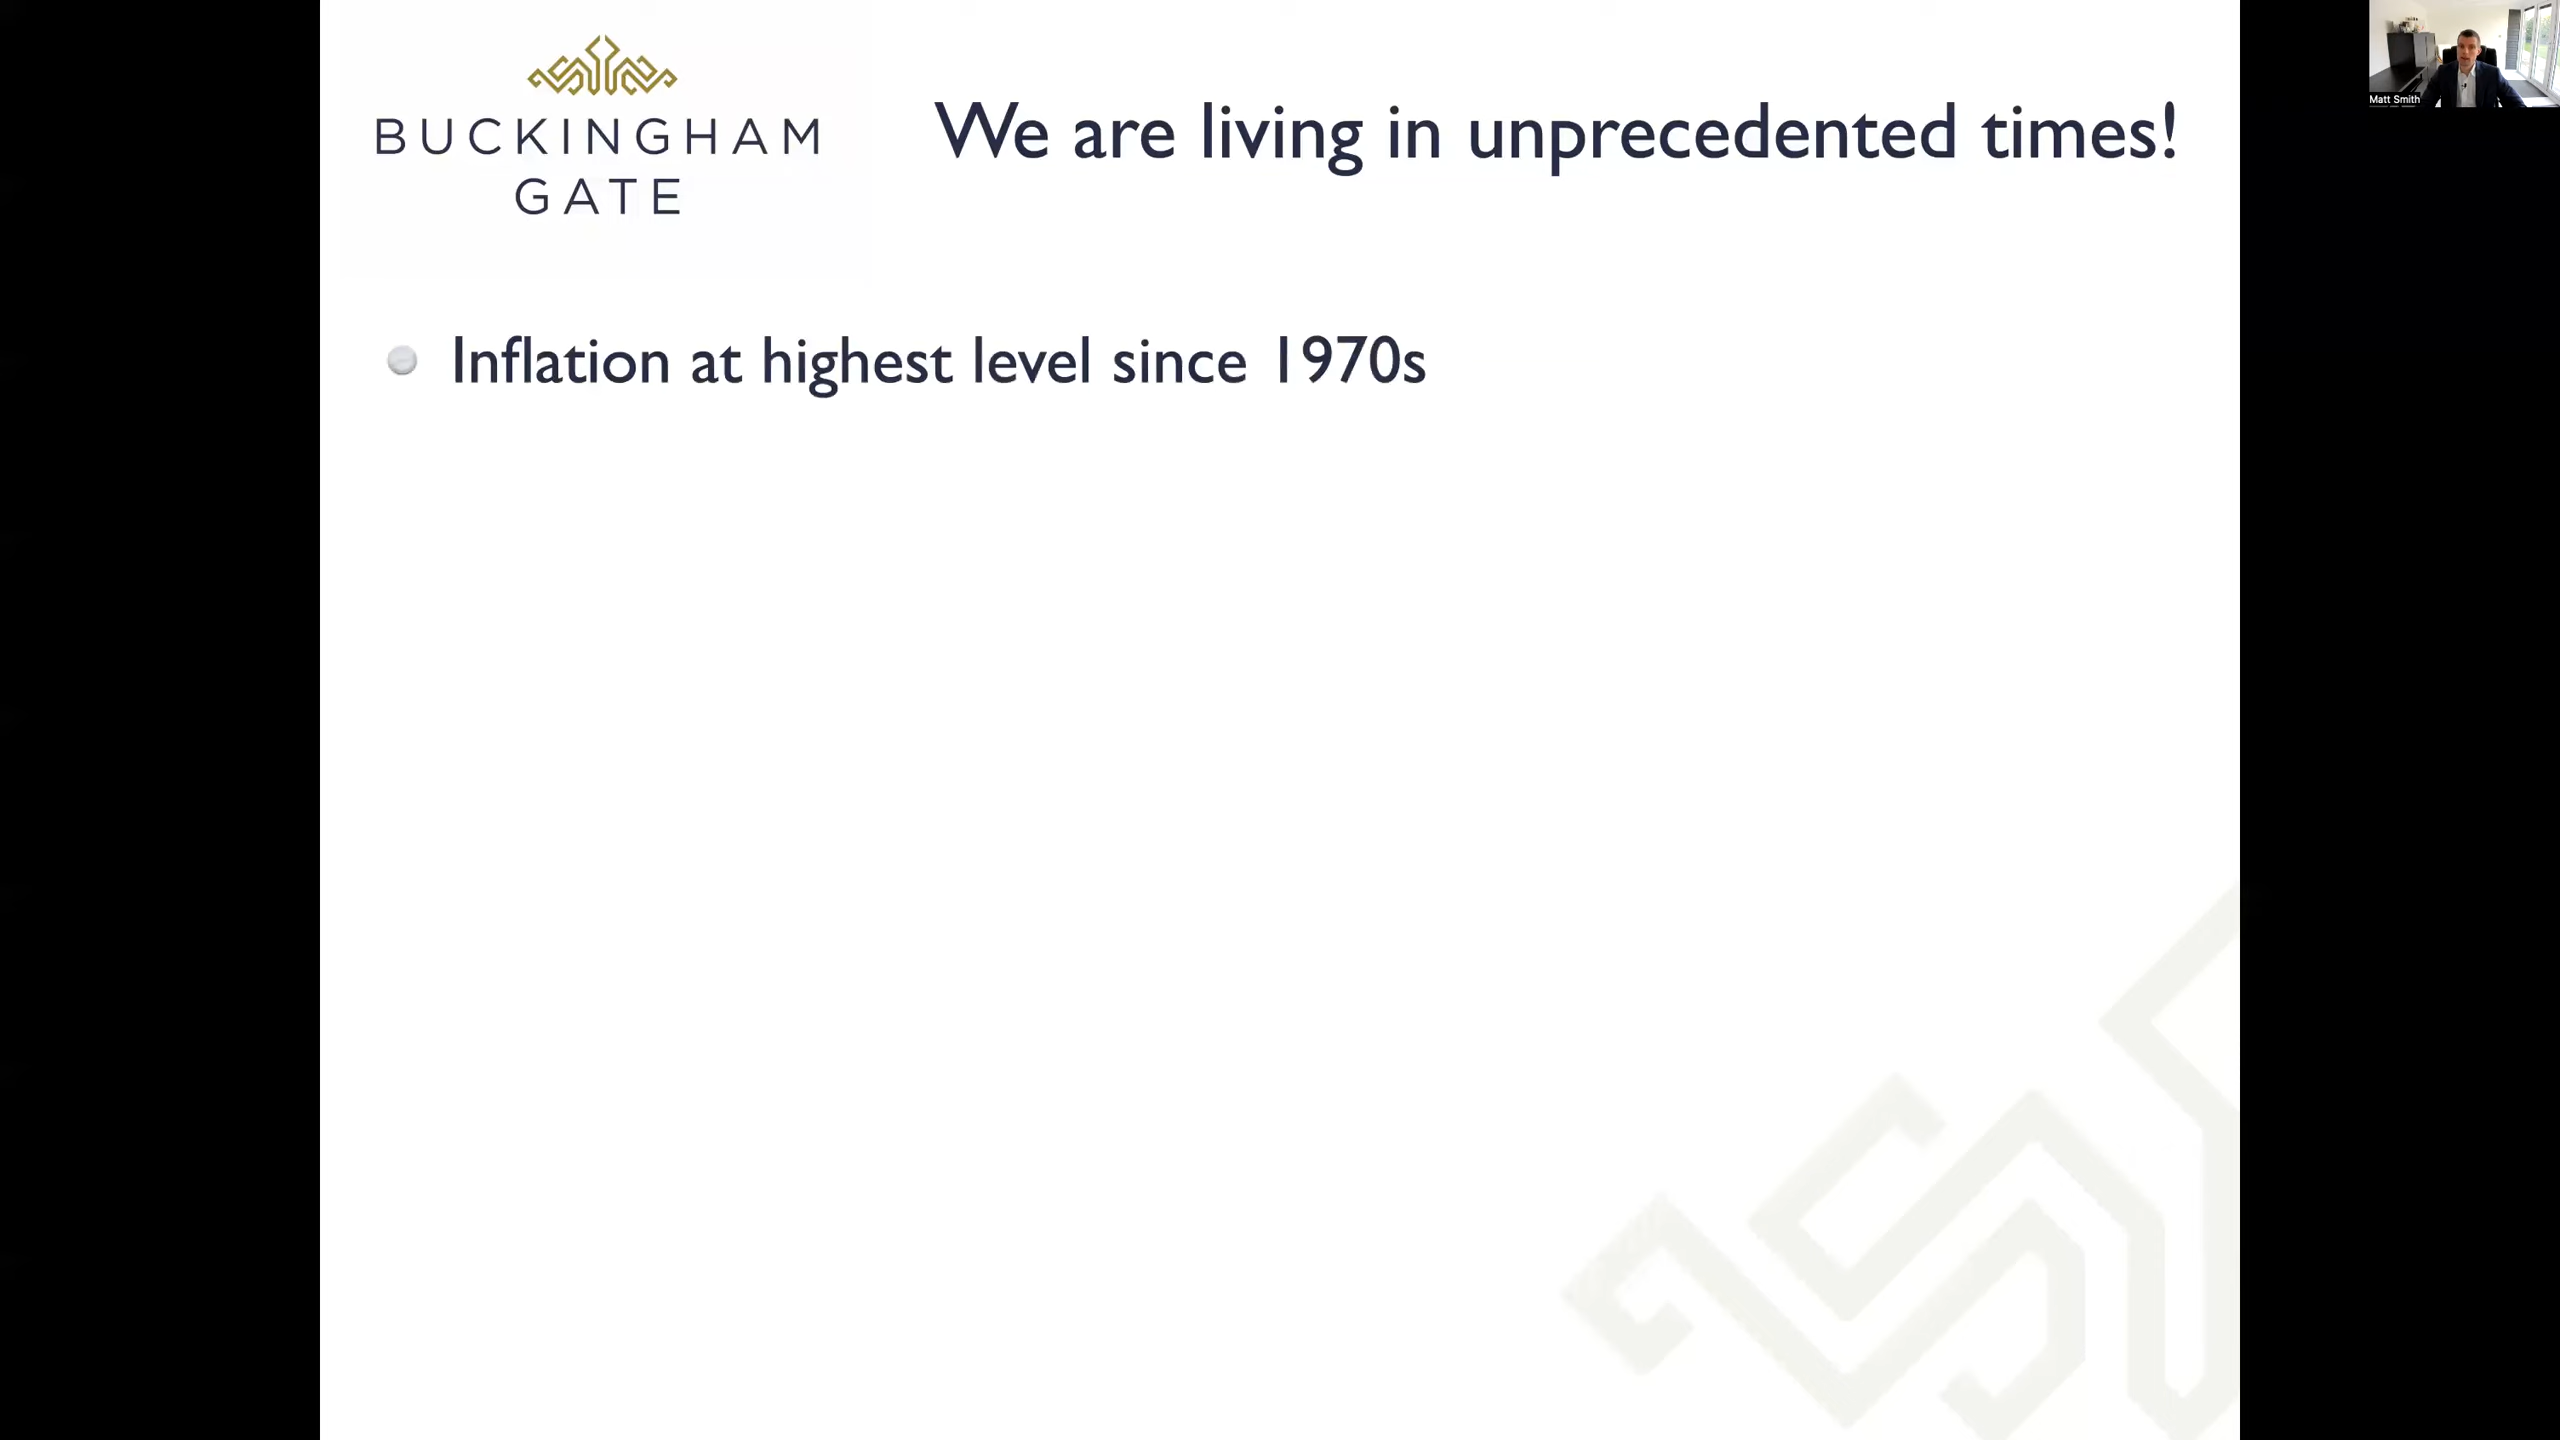 BUCKINGHAM
GATE
We are living in unprecedented times!
Matt Smith
Inflation at highest level since 1970s